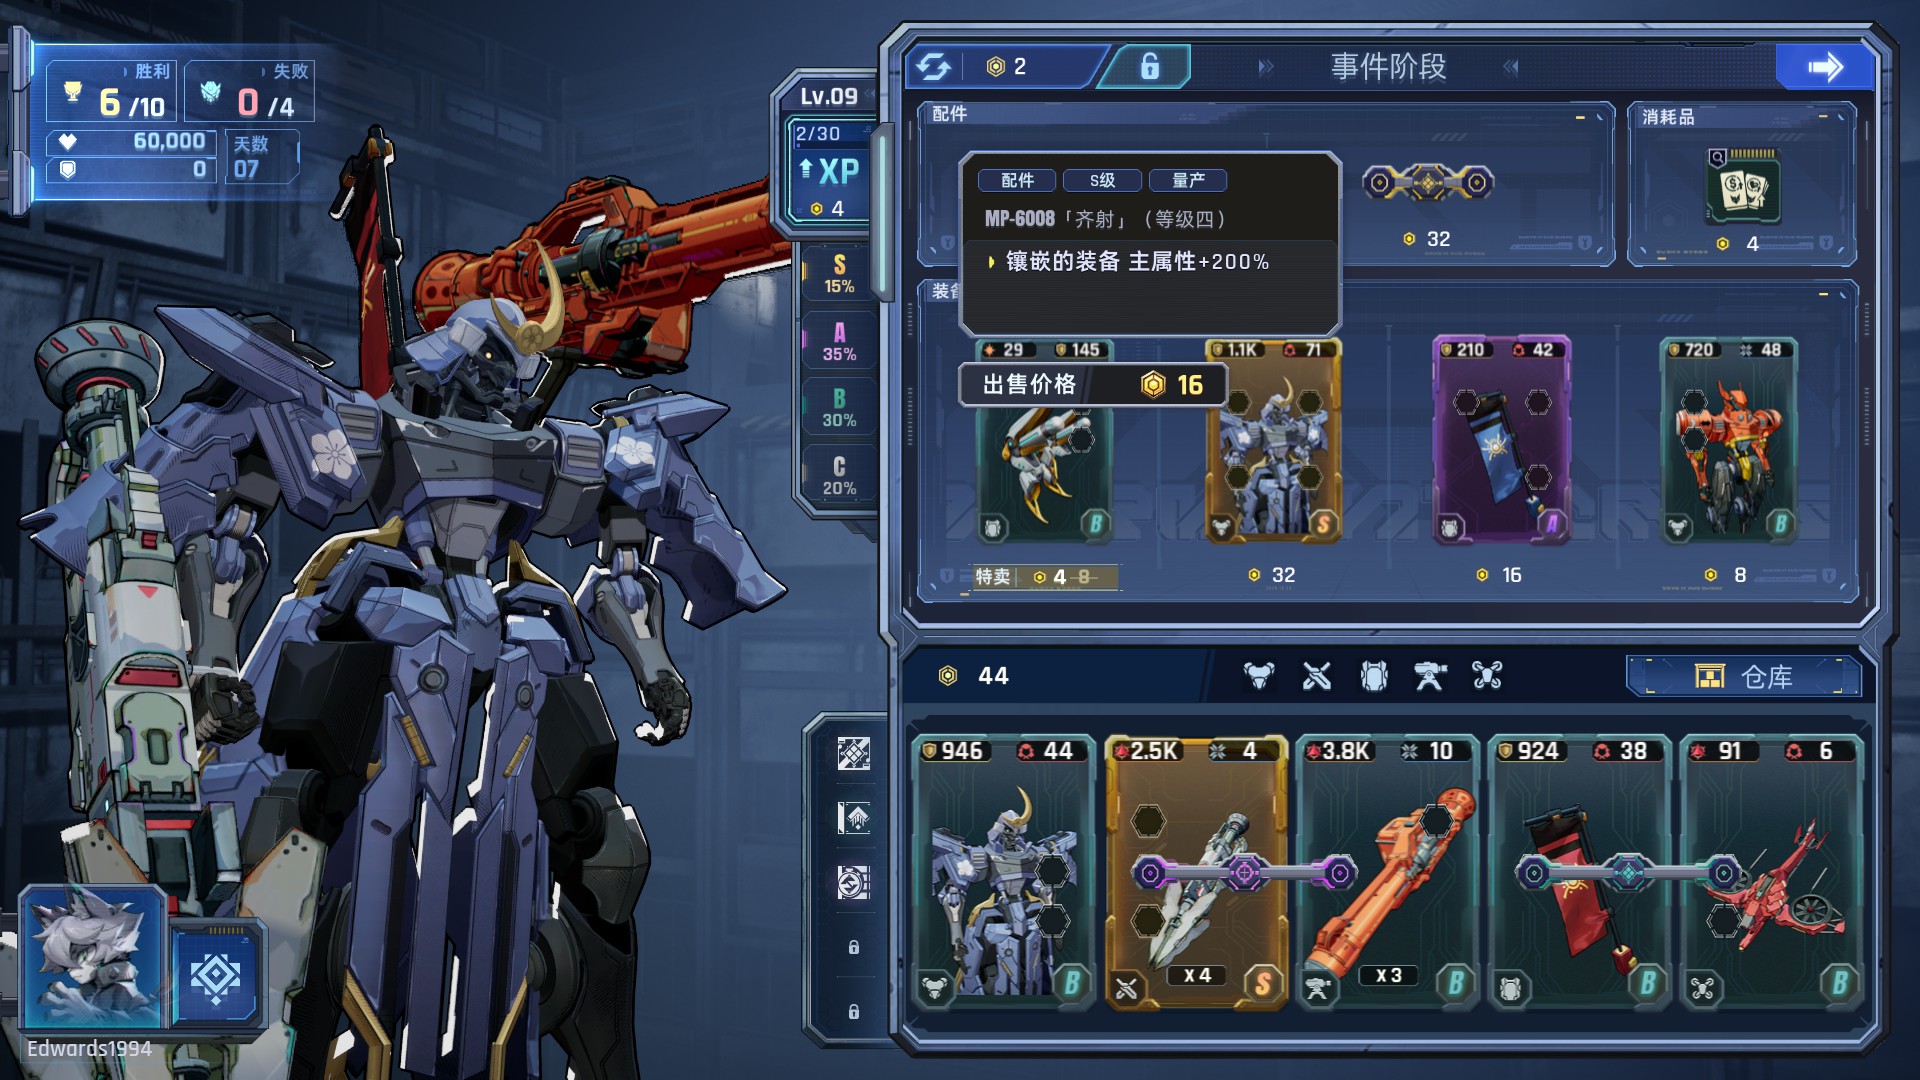 胜利
6 /10
失败
0 /4
60,000
0
天数
07
Lv.09
2/30
XP
4
S
15%
A
35%
B
30%
C
20%
2
事件阶段
配件
32
消耗品
4
配件 S级 量产
MP-6008「齐射」（等级四）
镶嵌的装备 主属性+200%
出售价格 16
装备
29 145
B
特卖 4 8
1.1K 71
S
32
210 42
A
16
720 48
B
8
44
仓库
946 44
B
2.5K 4
x4
S
3.8K 10
x3
B
924 38
B
91 6
B
Edwards1994